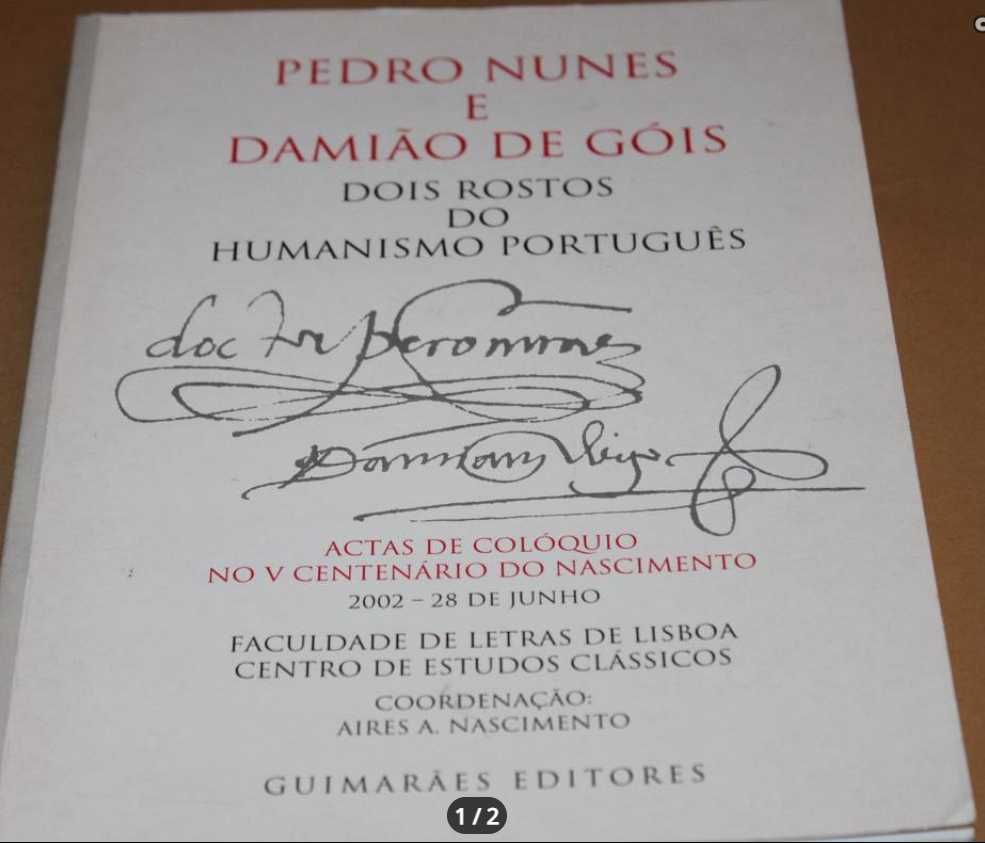 PEDRO NUNES
E
DAMIÃO DE GÓIS
DOIS ROSTOS
DO
HUMANISMO PORTUGUÊS
ACTAS DE COLÓQUIO
NO V CENTENÁRIO DO NASCIMENTO
2002 – 28 DE JUNHO
FACULDADE DE LETRAS DE LISBOA
CENTRO DE ESTUDOS CLÁSSICOS
COORDENAÇÃO:
AIRES A. NASCIMENTO
GUIMARÃES EDITORES
1 / 2